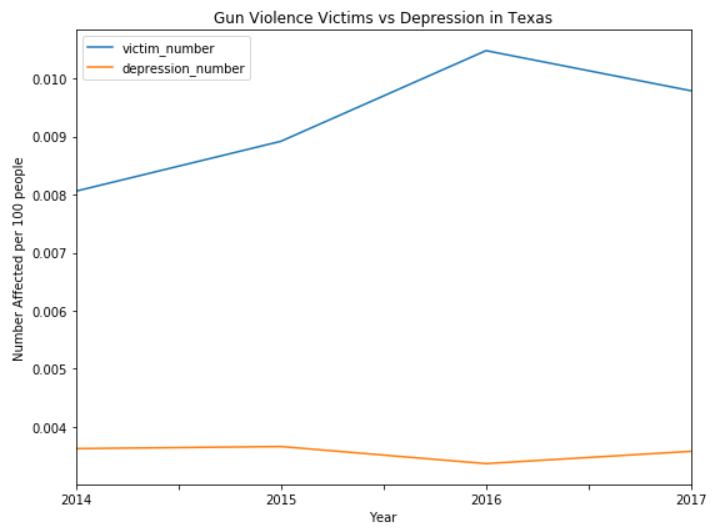 Gun Violence Victims vs Depression in Texas
victim_number
depression_number
0.010
0.009
0.008
0.007
0.006
0.005
0.004
Number Affected per 100 people
2014
2015
2016
2017
Year